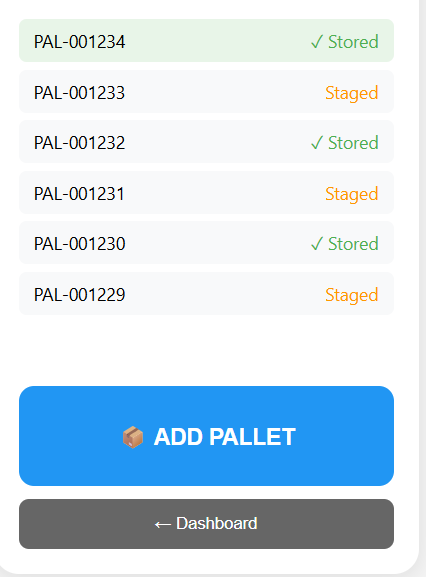 PAL-001234 ✓ Stored
PAL-001233 Staged
PAL-001232 ✓ Stored
PAL-001231 Staged
PAL-001230 ✓ Stored
PAL-001229 Staged
📦 ADD PALLET
← Dashboard